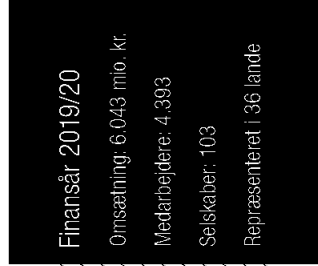 Finansår 2019/20
Omsætning: 6.043 mio. kr.
Medarbejdere: 4.393
Selskaber: 103
Repræsenteret i 36 lande